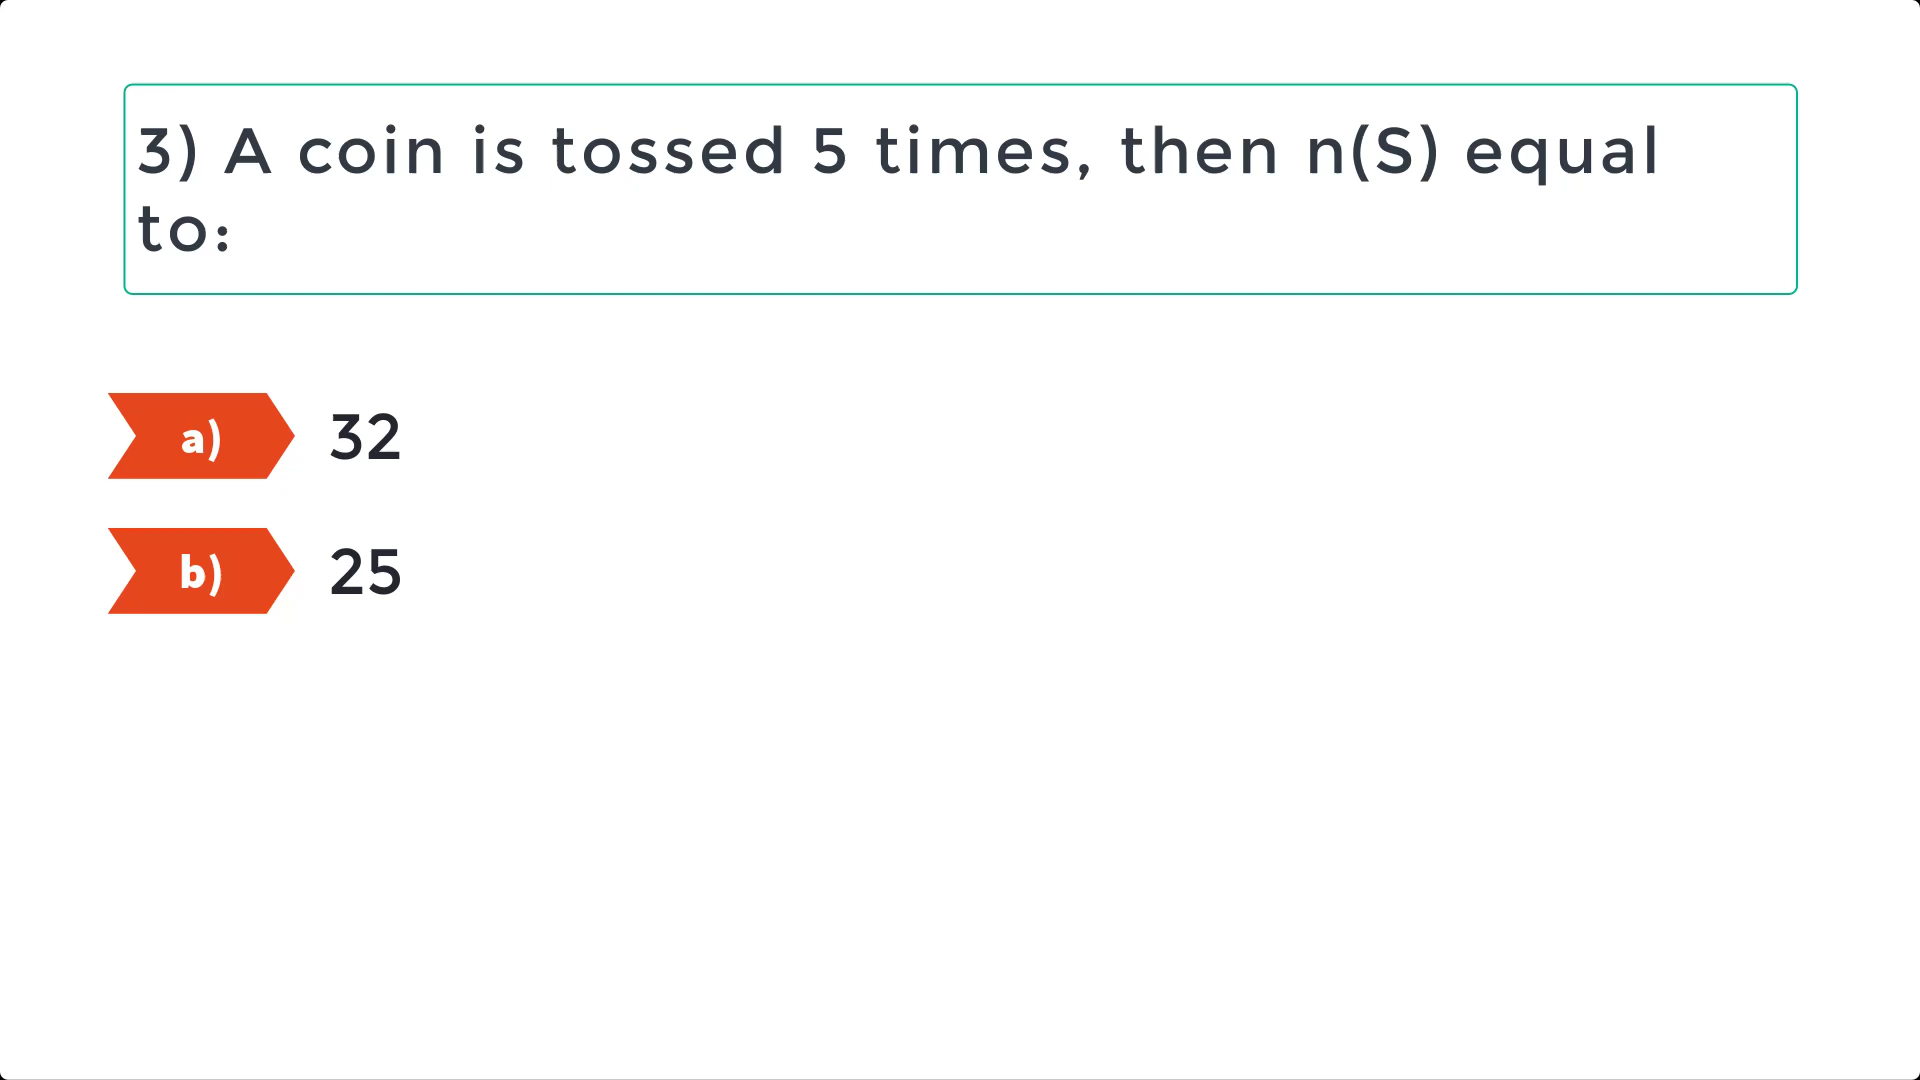 3) A coin is tossed 5 times, then n(S) equal
to:
a) 32
b) 25